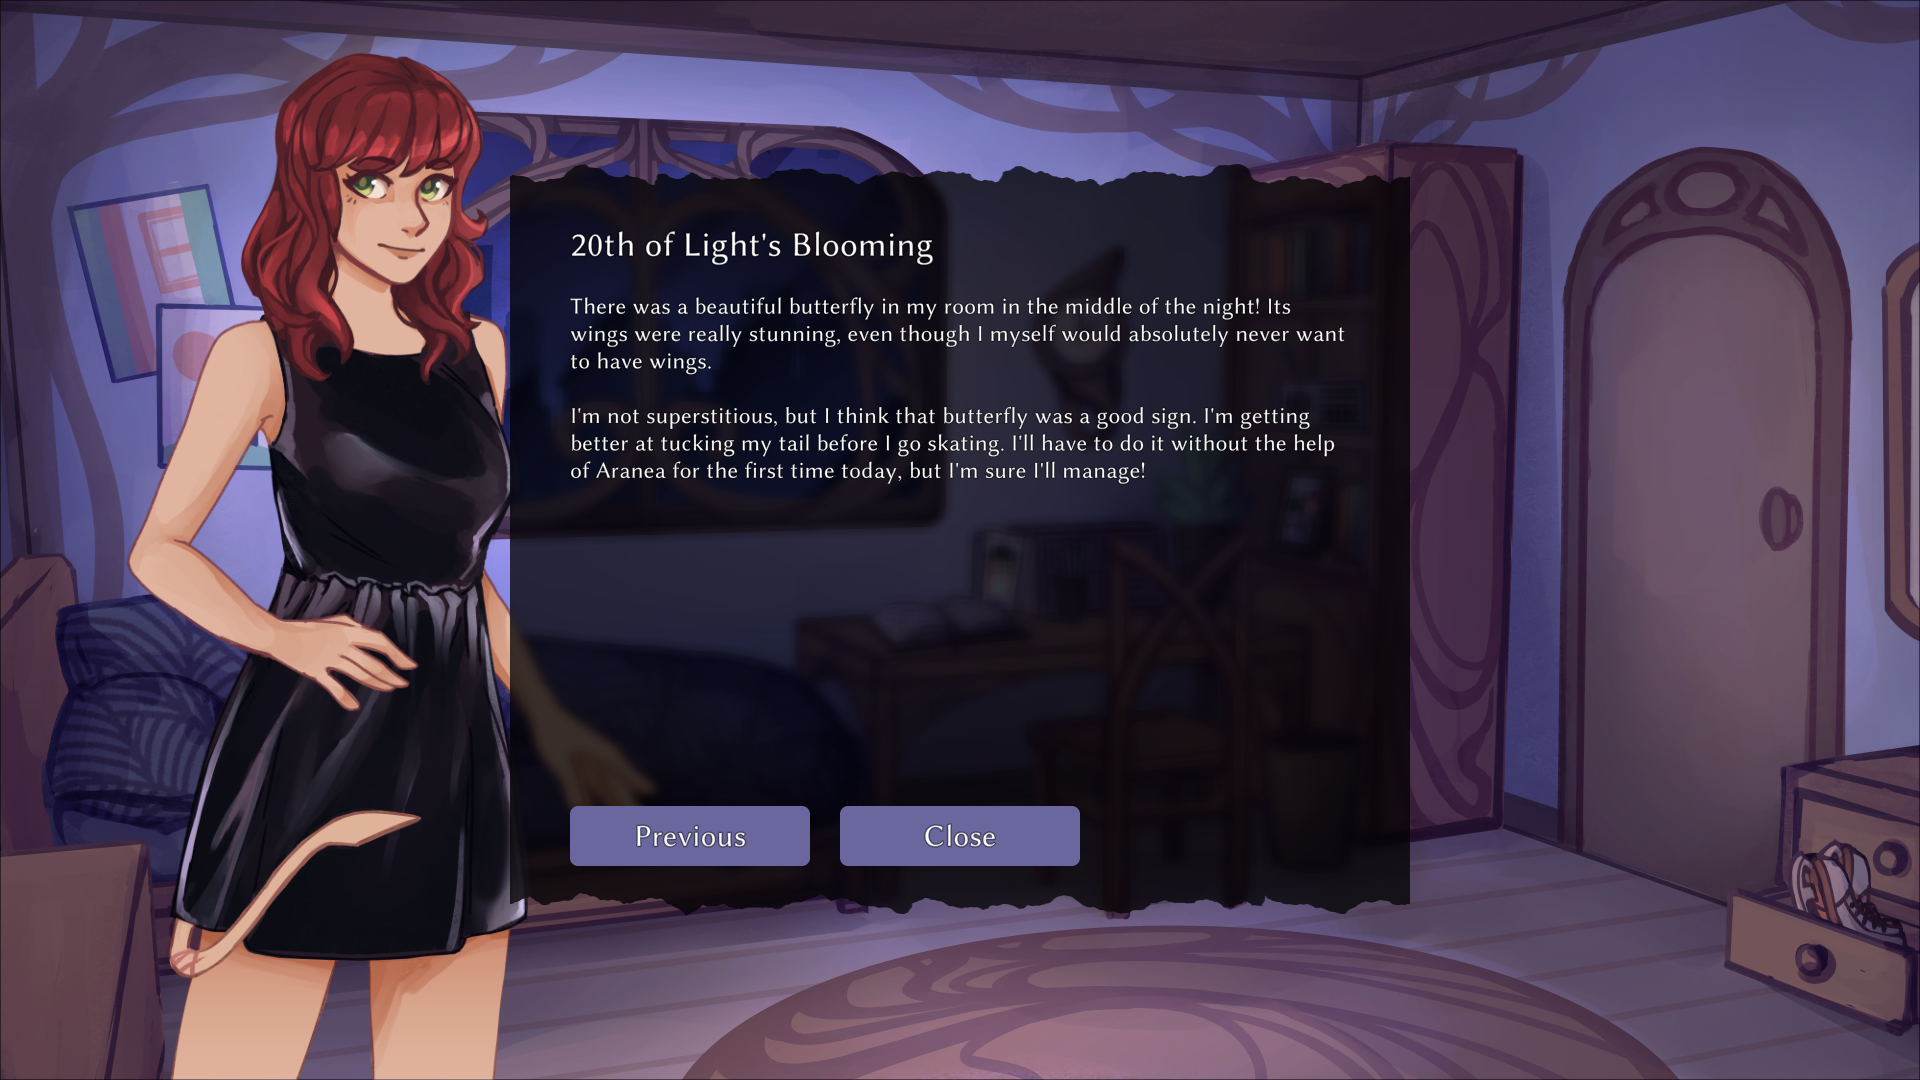 20th of Light's Blooming
There was a beautiful butterfly in my room in the middle of the night! Its
wings were really stunning, even though I myself would absolutely never want
to have wings.
I'm not superstitious, but I think that butterfly was a good sign. I'm getting
better at tucking my tail before I go skating. I'll have to do it without the help
of Aranea for the first time today, but I'm sure I'll manage!
Previous
Close